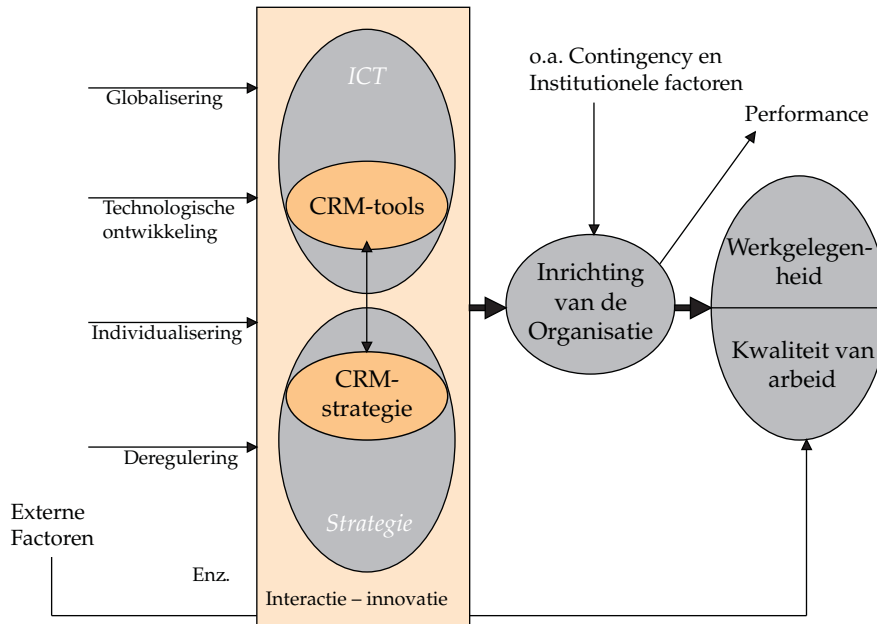 Globalisering
Technologische
ontwikkeling
Individualisering
Deregulering
Externe
Factoren
Enz.
ICT
CRM-tools
CRM-
strategie
Strategie
Interactie – innovatie
o.a. Contingency en
Institutionele factoren
Performance
Inrichting
van de
Organisatie
Werkgelegen-
heid
Kwaliteit van
arbeid